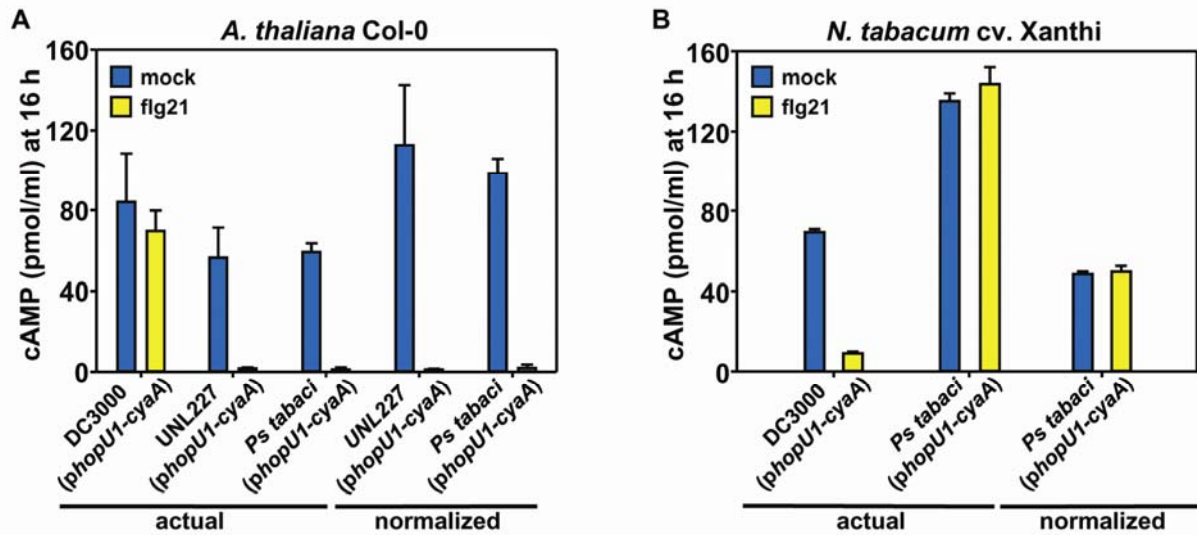 A
A. thaliana Col-0
cAMP (pmol/ml) at 16 h
160
120
80
40
0
mock
flg21
DC3000
(phopU1-cyaA)
UNL227
(phopU1-cyaA)
Ps tabaci
(phopU1-cyaA)
UNL227
(phopU1-cyaA)
Ps tabaci
(phopU1-cyaA)
actual
normalized
B
N. tabacum cv. Xanthi
cAMP (pmol/ml) at 16 h
160
120
80
40
0
mock
flg21
DC3000
(phopU1-cyaA)
Ps tabaci
(phopU1-cyaA)
Ps tabaci
(phopU1-cyaA)
actual
normalized